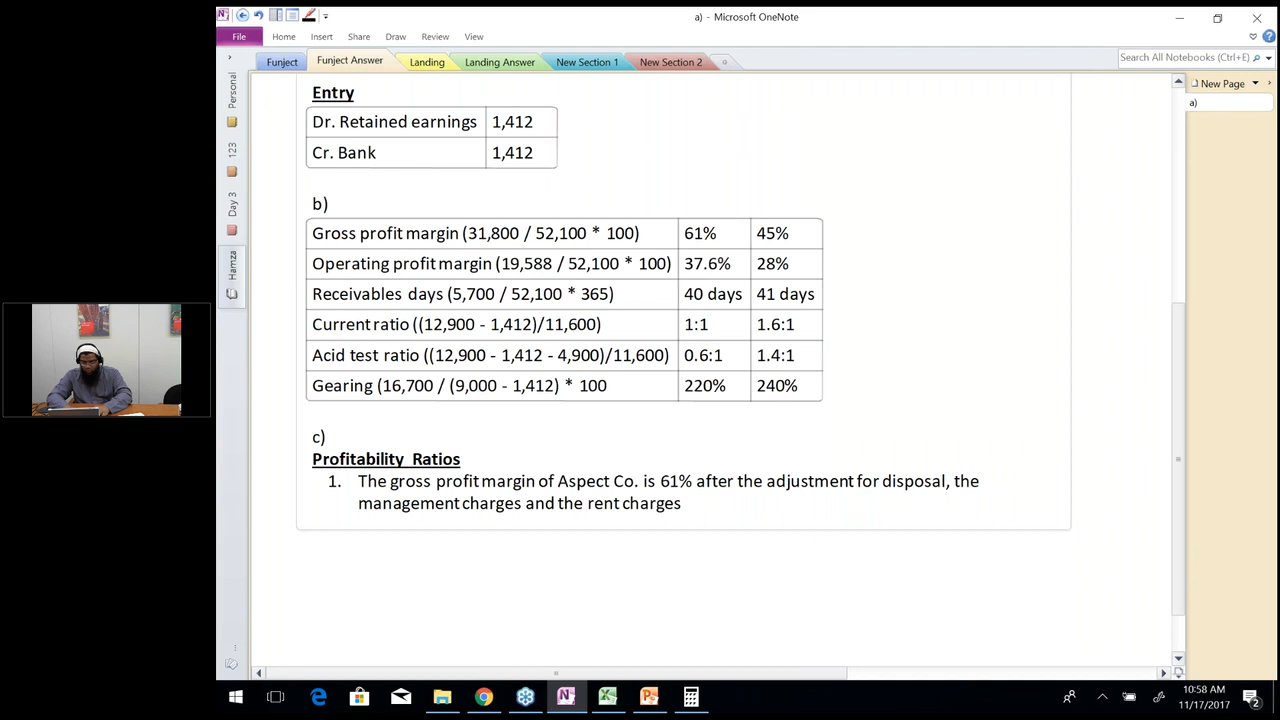 a) - Microsoft OneNote
File Home Insert Share Draw Review View
Funject Funject Answer Landing Landing Answer New Section 1 New Section 2
Search All Notebooks (Ctrl+E)
New Page
a)
Personal
123
Day 3
Hamza
Entry
Dr. Retained earnings 1,412
Cr. Bank 1,412
b)
Gross profit margin (31,800 / 52,100 * 100) 61% 45%
Operating profit margin (19,588 / 52,100 * 100) 37.6% 28%
Receivables days (5,700 / 52,100 * 365) 40 days 41 days
Current ratio ((12,900 - 1,412)/11,600) 1:1 1.6:1
Acid test ratio ((12,900 - 1,412 - 4,900)/11,600) 0.6:1 1.4:1
Gearing (16,700 / (9,000 - 1,412) * 100 220% 240%
c)
Profitability Ratios
1. The gross profit margin of Aspect Co. is 61% after the adjustment for disposal, the
management charges and the rent charges
10:58 AM
11/17/2017
2